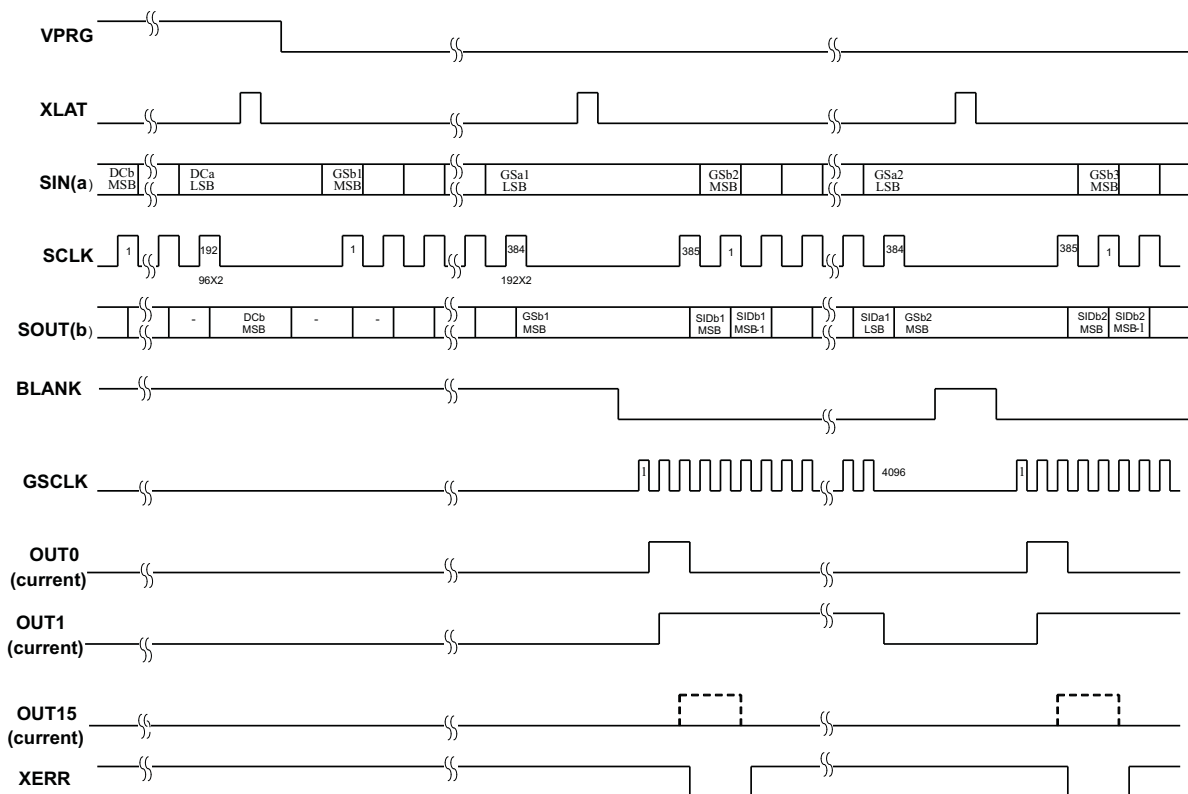 VPRG
XLAT
SIN(a)
DCb
MSB
DCa
LSB
GSb1
MSB
GSa1
LSB
GSb2
MSB
GSa2
LSB
GSb3
MSB
SCLK
1
192
1
384
385
1
384
385
1
96X2
192X2
SOUT(b)
-
DCb
MSB
-
-
GSb1
MSB
SIDb1
MSB
SIDb1
MSB-1
SIDa1
LSB
GSb2
MSB
SIDb2
MSB
SIDb2
MSB-1
BLANK
GSCLK
1
4096
1
OUT0
(current)
OUT1
(current)
OUT15
(current)
XERR